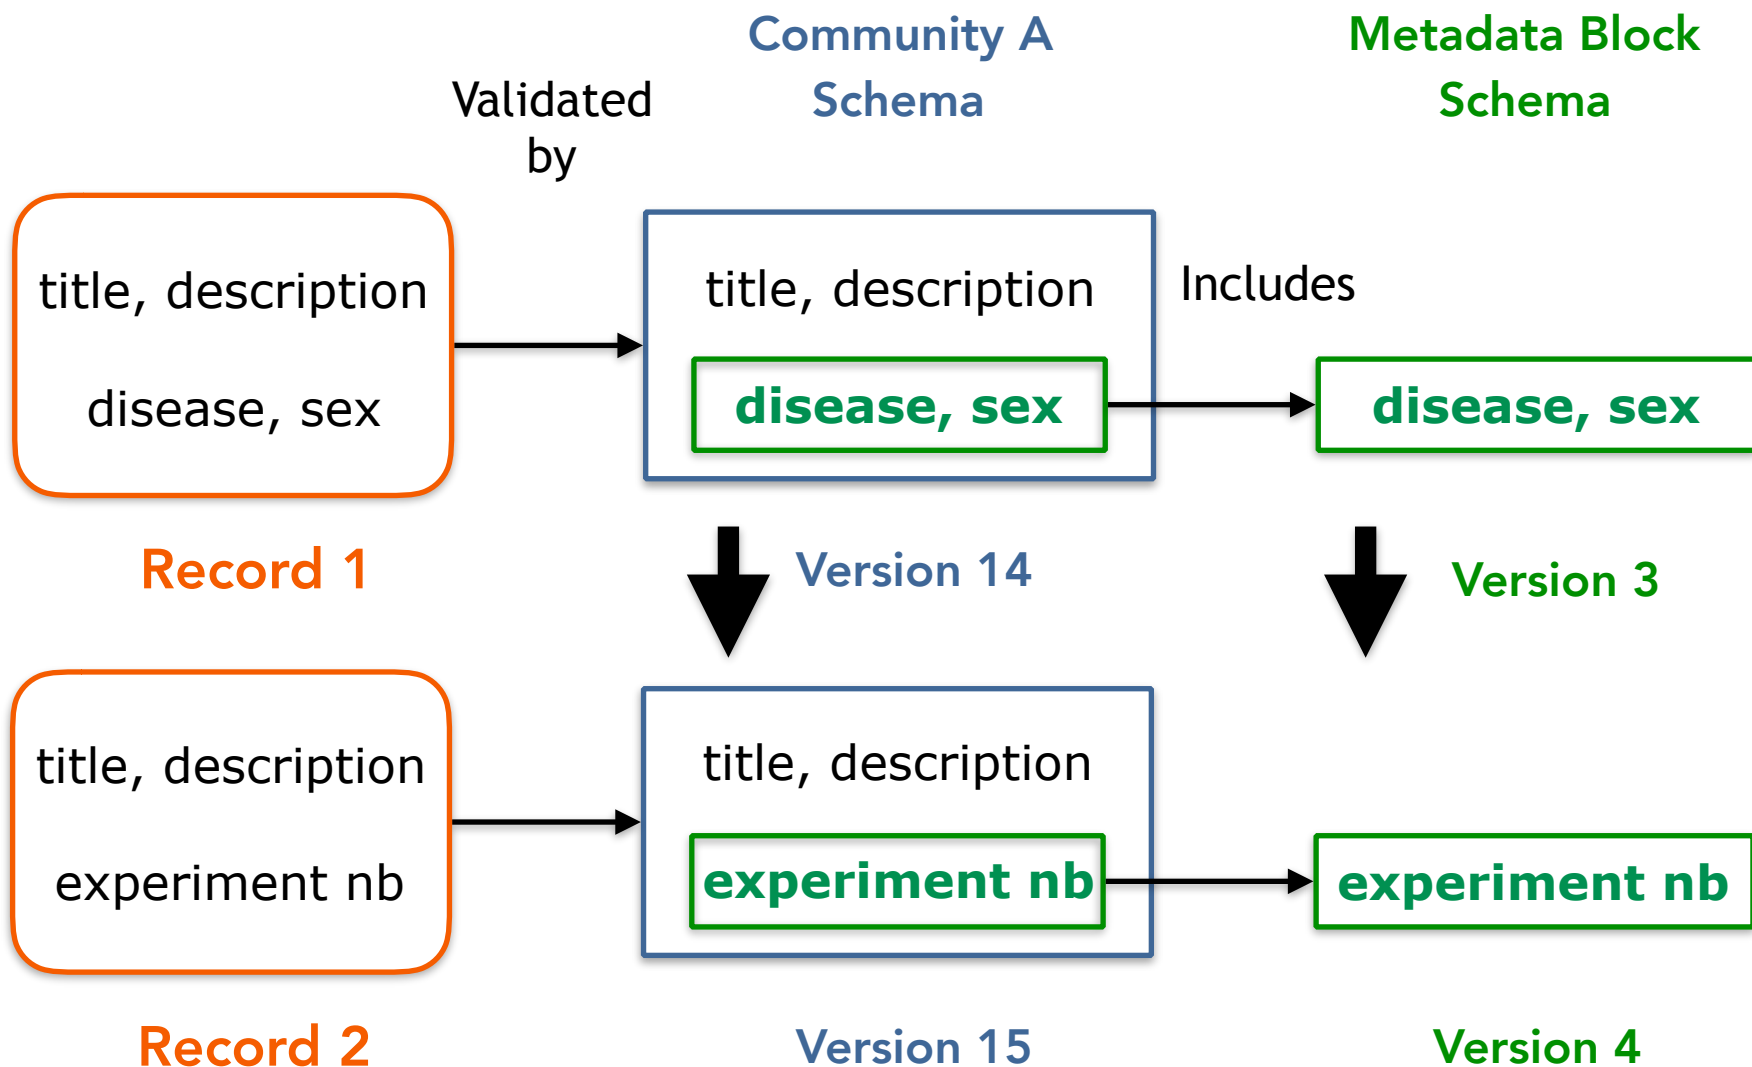 Community A
Schema
Metadada Block
Schema
Validated
by
title, description
disease, sex
title, description
disease, sex
Includes
disease, sex
Record 1
Version 14
Version 3
title, description
experiment nb
title, description
experiment nb
experiment nb
Record 2
Version 15
Version 4